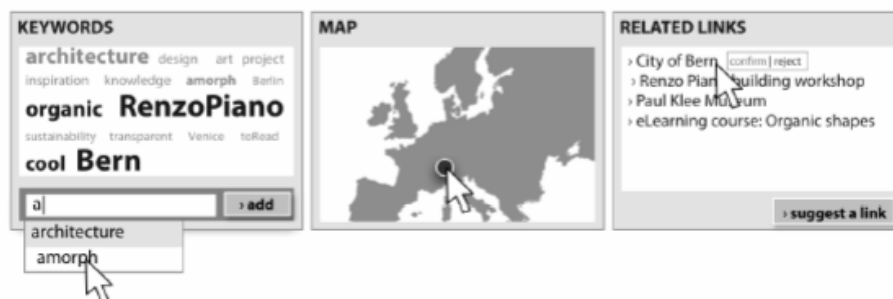 KEYWORDS
architecture design art project
inspiration knowledge amorph Berlin
organic RenzoPiano
sustainability transparent Venice toRead
cool Bern
a
› add
architecture
amorph
MAP
RELATED LINKS
› City of Bern confirm | reject
› Renzo Piano building workshop
› Paul Klee Museum
› eLearning course: Organic shapes
› suggest a link